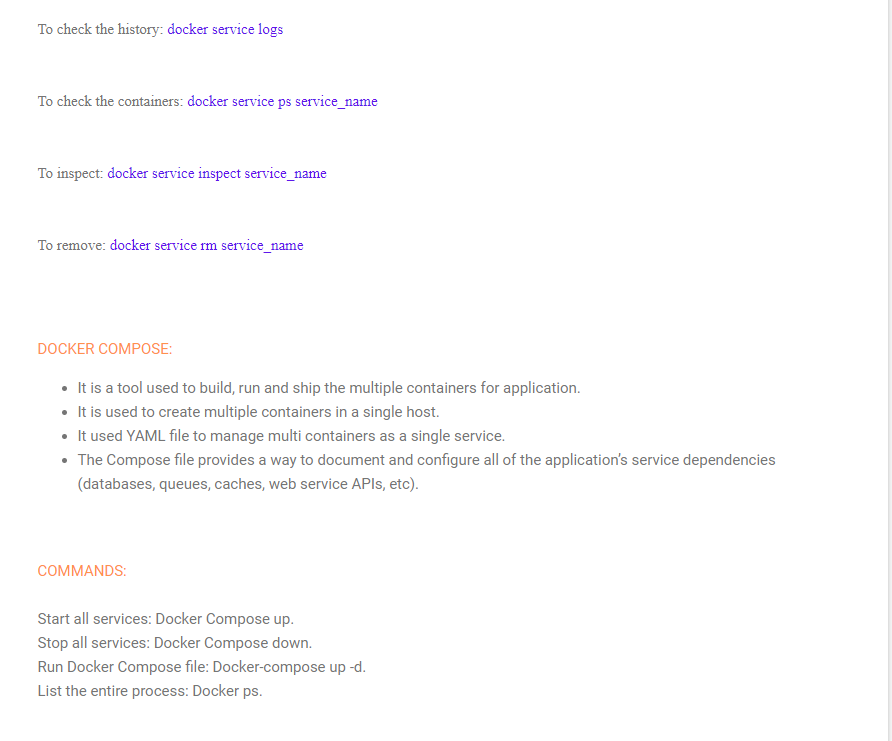 To check the history: docker service logs
To check the containers: docker service ps service_name
To inspect: docker service inspect service_name
To remove: docker service rm service_name
DOCKER COMPOSE:
• It is a tool used to build, run and ship the multiple containers for application.
• It is used to create multiple containers in a single host.
• It used YAML file to manage multi containers as a single service.
• The Compose file provides a way to document and configure all of the application’s service dependencies
(databases, queues, caches, web service APIs, etc).
COMMANDS:
Start all services: Docker Compose up.
Stop all services: Docker Compose down.
Run Docker Compose file: Docker-compose up -d.
List the entire process: Docker ps.